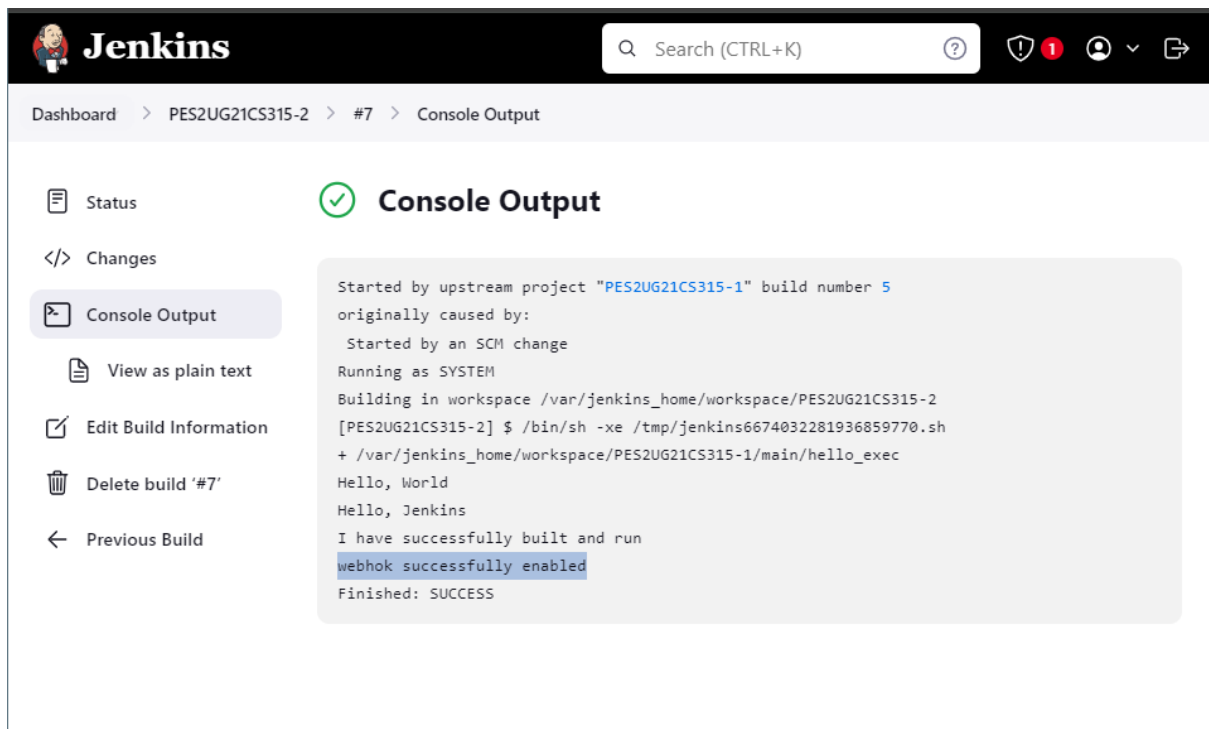 Jenkins
Search (CTRL+K)
1
Dashboard > PES2UG21CS315-2 > #7 > Console Output
Status
Changes
Console Output
View as plain text
Edit Build Information
Delete build ‘#7’
Previous Build
Console Output
Started by upstream project "PES2UG21CS315-1" build number 5
originally caused by:
Started by an SCM change
Running as SYSTEM
Building in workspace /var/jenkins_home/workspace/PES2UG21CS315-2
[PES2UG21CS315-2] $ /bin/sh -xe /tmp/jenkins6674032281936859770.sh
+ /var/jenkins_home/workspace/PES2UG21CS315-1/main/hello_exec
Hello, World
Hello, Jenkins
I have successfully built and run
webhok successfully enabled
Finished: SUCCESS